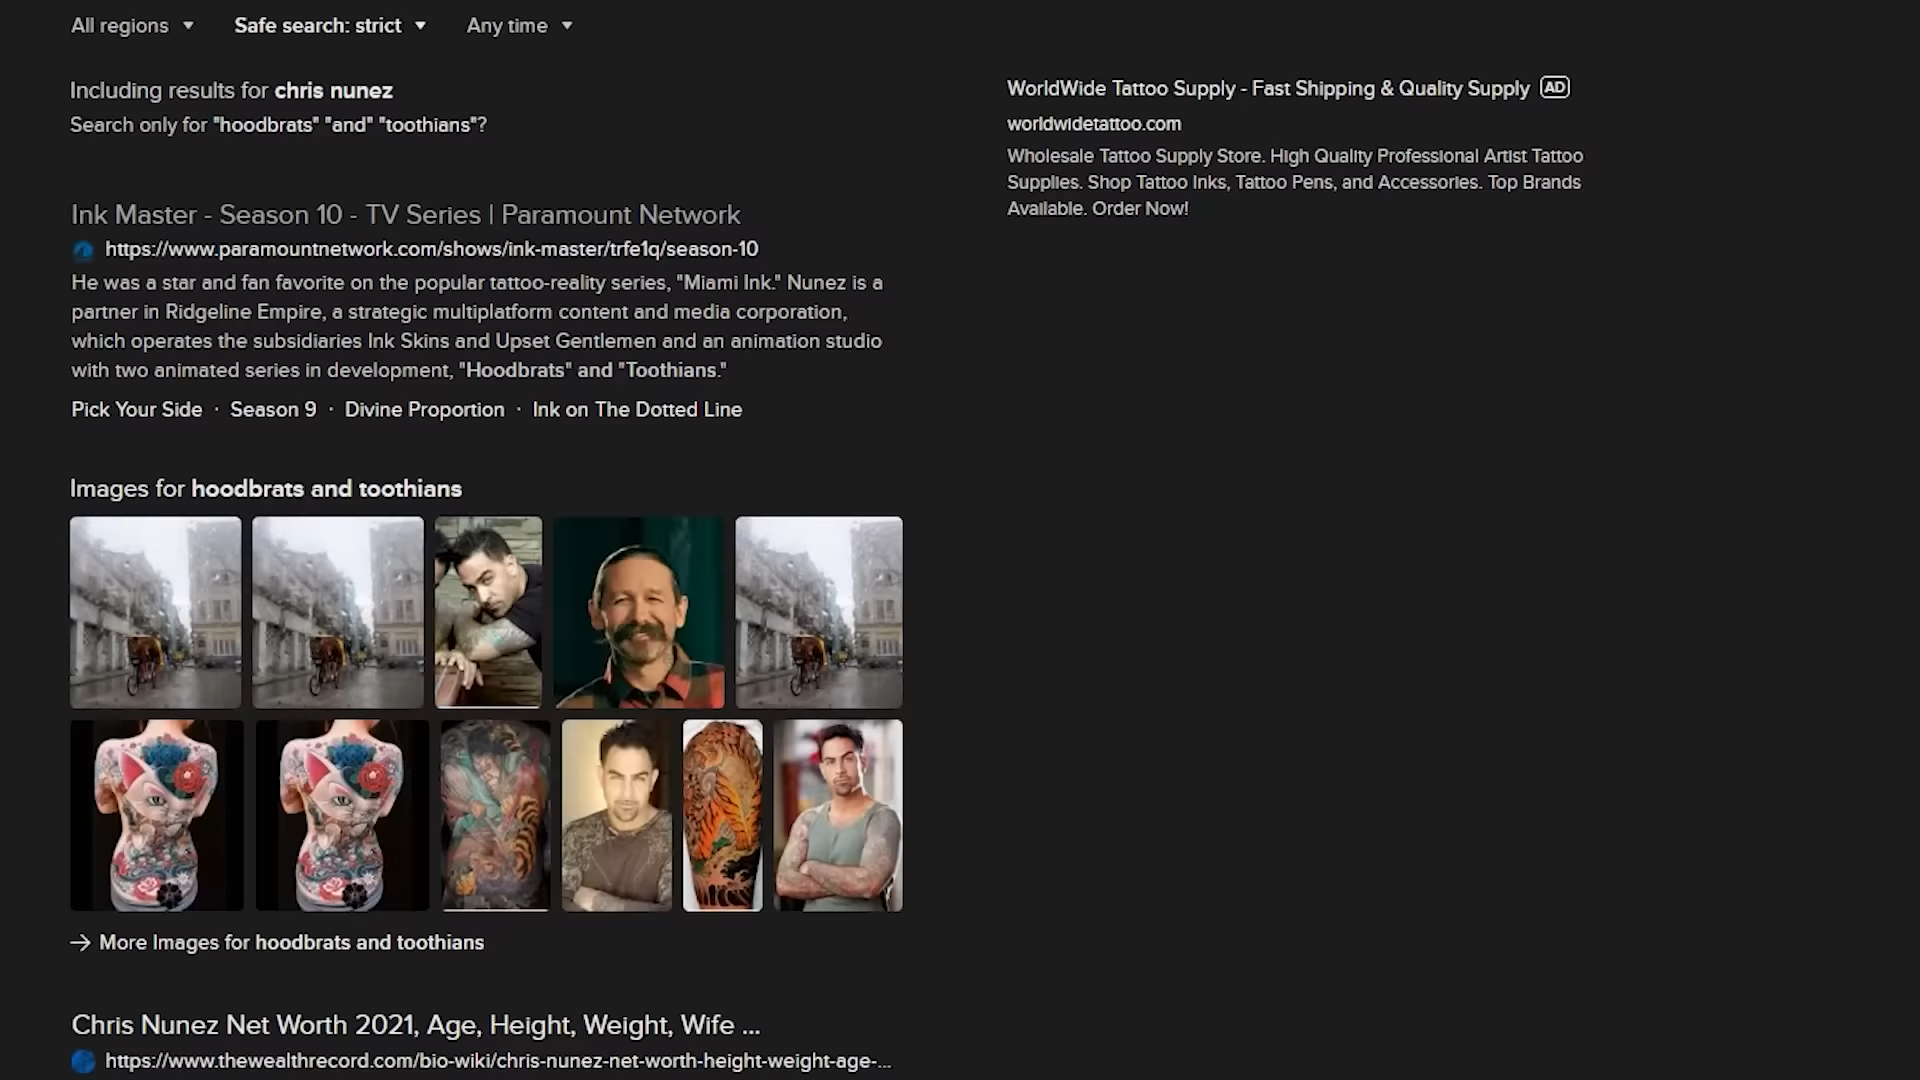 All regions Safe search: strict Any time
Including results for chris nunez
Search only for "hoodbrats" "and" "toothians"?
Ink Master - Season 10 - TV Series | Paramount Network
https://www.paramountnetwork.com/shows/ink-master/trfe1q/season-10
He was a star and fan favorite on the popular tattoo-reality series, "Miami Ink." Nunez is a
partner in Ridgeline Empire, a strategic multiplatform content and media corporation,
which operates the subsidiaries Ink Skins and Upset Gentlemen and an animation studio
with two animated series in development, "Hoodbrats" and "Toothians."
Pick Your Side · Season 9 · Divine Proportion · Ink on The Dotted Line
Images for hoodbrats and toothians
→ More Images for hoodbrats and toothians
Chris Nunez Net Worth 2021, Age, Height, Weight, Wife ...
https://www.thewealthrecord.com/bio-wiki/chris-nunez-net-worth-height-weight-age-...
WorldWide Tattoo Supply - Fast Shipping & Quality Supply AD
worldwidetattoo.com
Wholesale Tattoo Supply Store. High Quality Professional Artist Tattoo
Supplies. Shop Tattoo Inks, Tattoo Pens, and Accessories. Top Brands
Available. Order Now!